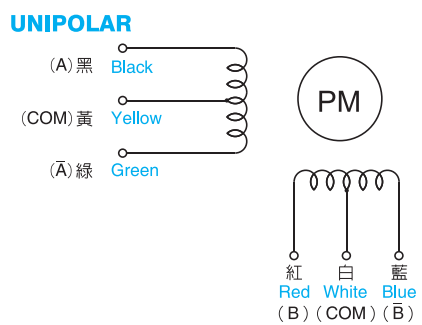 UNIPOLAR
(A) 黑 Black
(COM) 黃 Yellow
(A̅) 綠 Green
PM
紅 白 藍
Red White Blue
(B) (COM) (B̅)